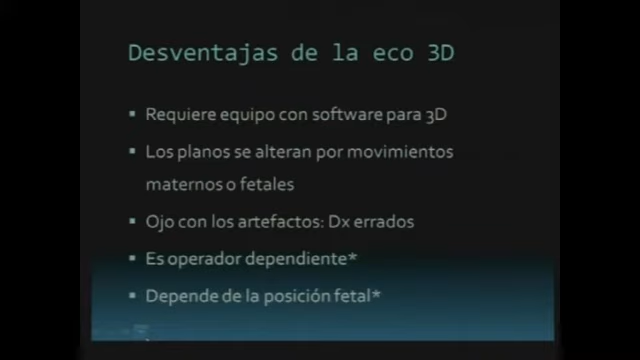 Desventajas de la eco 3D
▪ Requiere equipo con software para 3D
▪ Los planos se alteran por movimientos
maternos o fetales
▪ Ojo con los artefactos: Dx errados
▪ Es operador dependiente*
▪ Depende de la posición fetal*